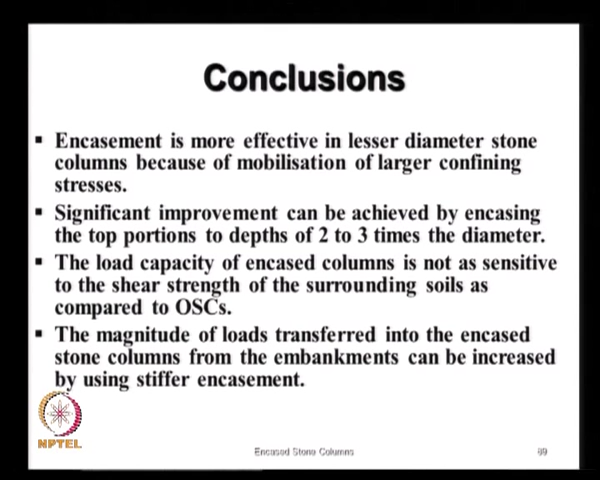 Conclusions
▪ Encasement is more effective in lesser diameter stone
columns because of mobilisation of larger confining
stresses.
▪ Significant improvement can be achieved by encasing
the top portions to depths of 2 to 3 times the diameter.
▪ The load capacity of encased columns is not as sensitive
to the shear strength of the surrounding soils as
compared to OSCs.
▪ The magnitude of loads transferred into the encased
stone columns from the embankments can be increased
by using stiffer encasement.
NPTEL
Encased Stone Columns